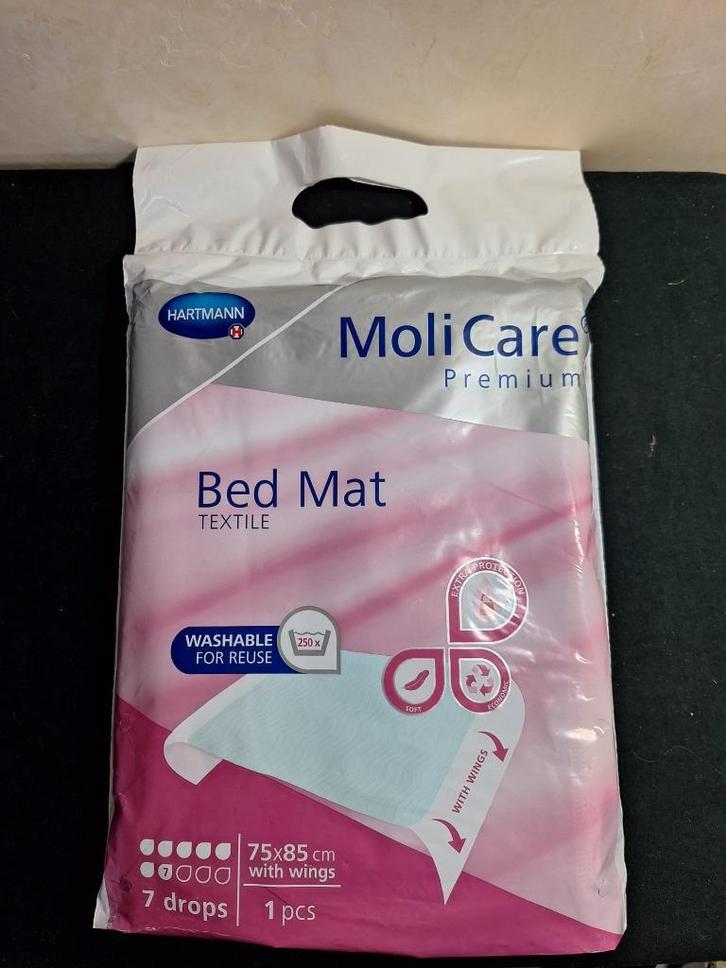 HARTMANN
MoliCare®
Premium
Bed Mat
TEXTILE
EXTRA PROTECTION
WASHABLE
FOR REUSE
250 x
SOFT
ECONOMIC
WITH WINGS
7
7 drops
75x85 cm
with wings
1 pcs